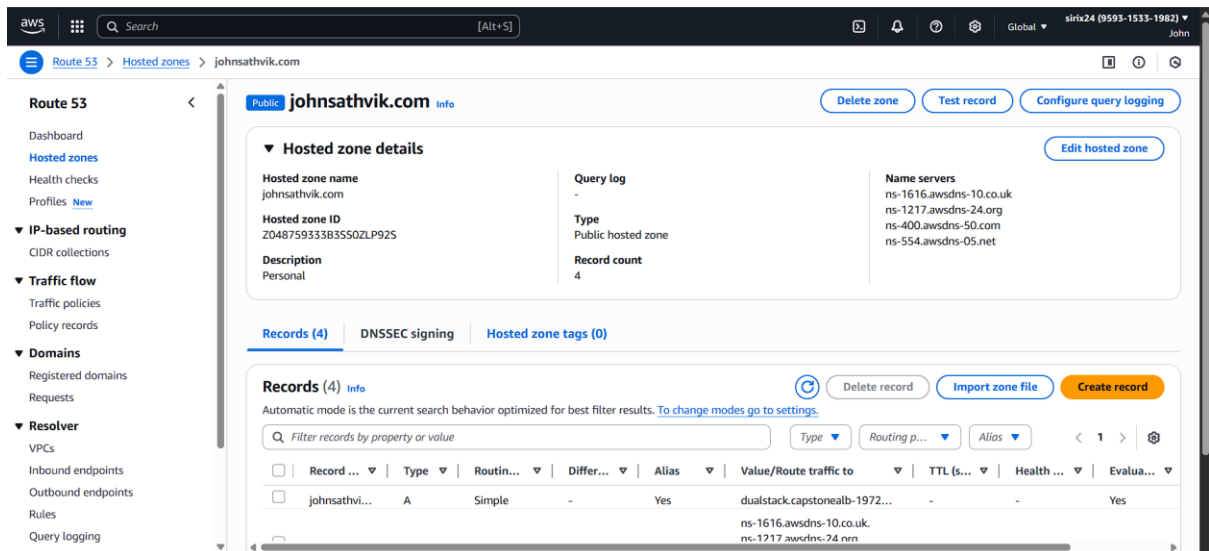 aws
Search [Alt+S]
Global ▼
sirix24 (9593-1533-1982) ▼
John
Route 53 > Hosted zones > johnsathvik.com
Route 53
Dashboard
Hosted zones
Health checks
Profiles New
▼ IP-based routing
CIDR collections
▼ Traffic flow
Traffic policies
Policy records
▼ Domains
Registered domains
Requests
▼ Resolver
VPCs
Inbound endpoints
Outbound endpoints
Rules
Query logging
Public johnsathvik.com Info
Delete zone
Test record
Configure query logging
▼ Hosted zone details
Edit hosted zone
Hosted zone name
johnsathvik.com
Hosted zone ID
Z048759333B3SS0ZLP92S
Description
Personal
Query log
-
Type
Public hosted zone
Record count
4
Name servers
ns-1616.awsdns-10.co.uk
ns-1217.awsdns-24.org
ns-400.awsdns-50.com
ns-554.awsdns-05.net
Records (4)
DNSSEC signing
Hosted zone tags (0)
Records (4) Info
Delete record
Import zone file
Create record
Automatic mode is the current search behavior optimized for best filter results. To change modes go to settings.
Filter records by property or value
Type ▼
Routing p... ▼
Alias ▼
< 1 >
Record ... Type Routin... Differ... Alias Value/Route traffic to TTL (s... Health ... Evalua...
johnsathvi... A Simple - Yes dualstack.capstonealb-1972... - - Yes
ns-1616.awsdns-10.co.uk.
ns-1217.awsdns-24.org